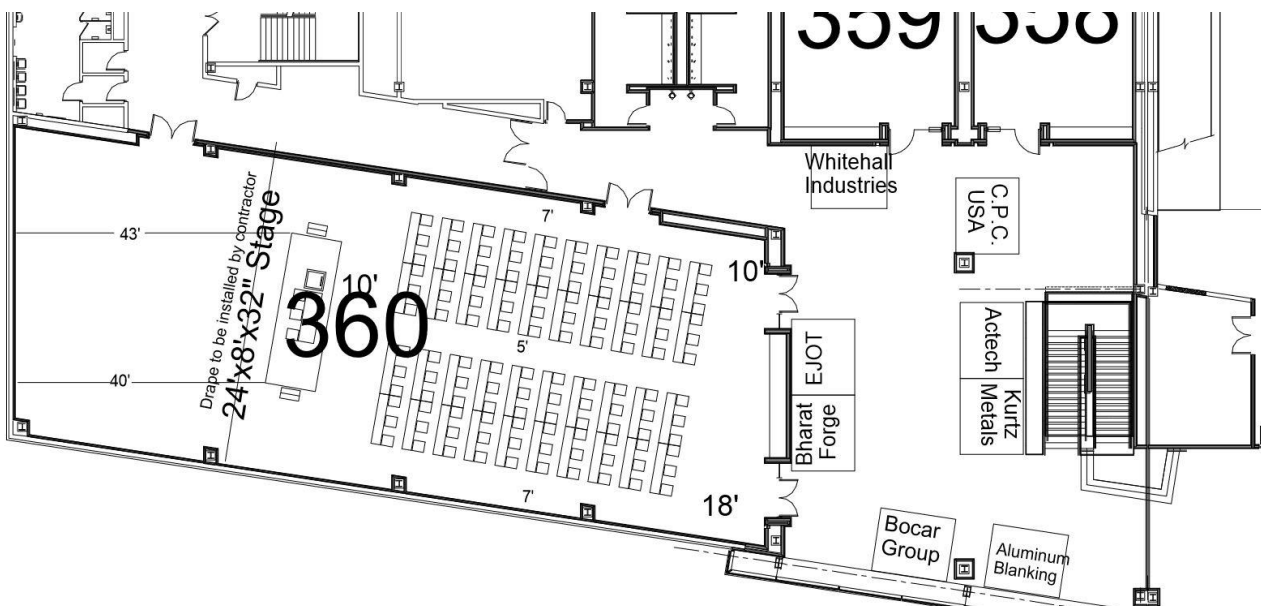 359
358
Whitehall
Industries
C.P.C.
USA
7'
43'
Drape to be installed by contractor
24'x8'x32" Stage
10'
360
10'
5'
40'
EJOT
Bharat
Forge
Actech
Kurtz
Metals
7'
18'
Bocar
Group
Aluminum
Blanking